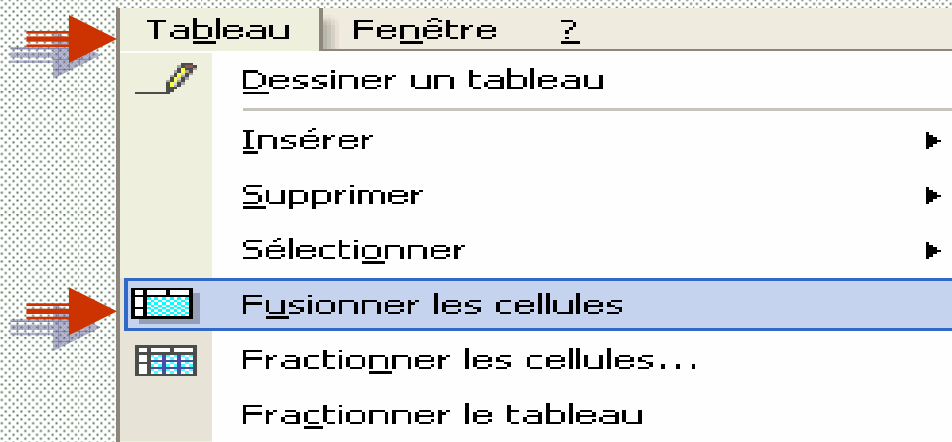 Tableau Fenêtre ?
Dessiner un tableau
Insérer
Supprimer
Sélectionner
Fusionner les cellules
Fractionner les cellules...
Fractionner le tableau